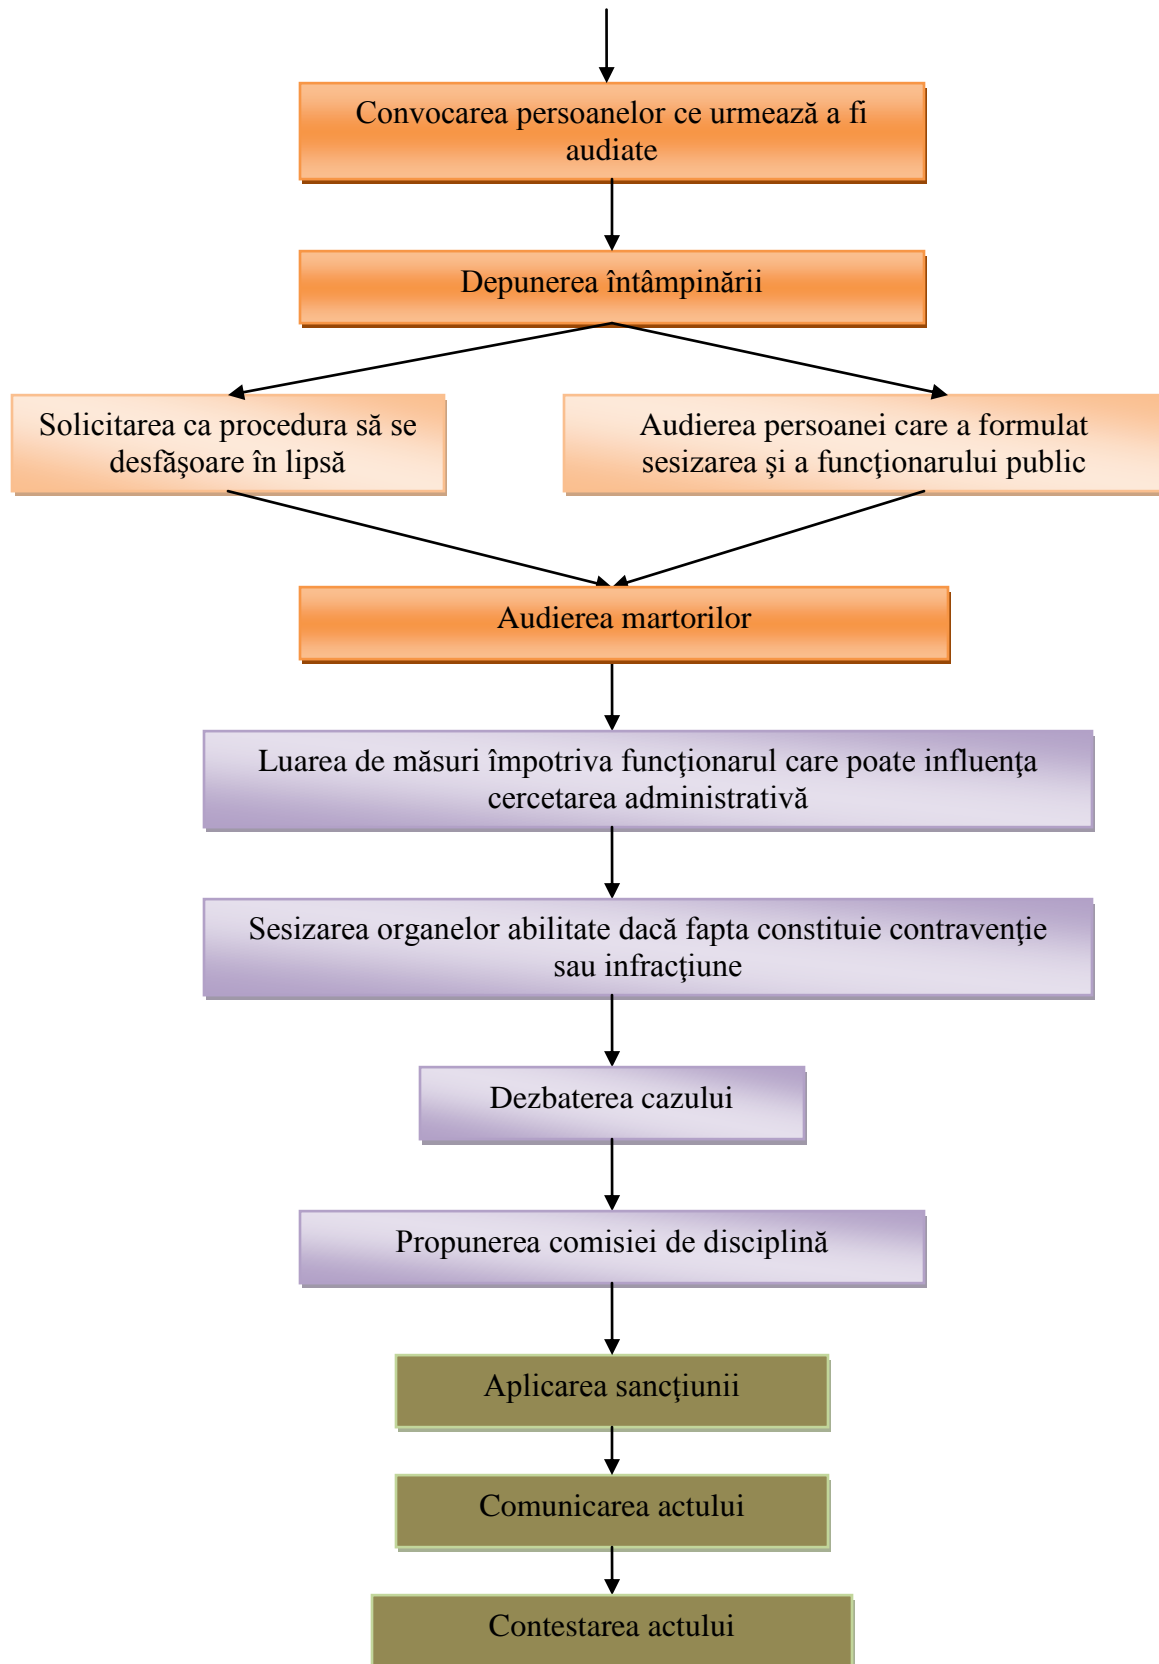 Convocarea persoanelor ce urmează a fi
audiate
Depunerea întâmpinării
Solicitarea ca procedura să se
desfăşoare în lipsă
Audierea persoanei care a formulat
sesizarea şi a funcţionarului public
Audierea martorilor
Luarea de măsuri împotriva funcţionarul care poate influenţa
cercetarea administrativă
Sesizarea organelor abilitate dacă fapta constituie contravenţie
sau infracţiune
Dezbaterea cazului
Propunerea comisiei de disciplină
Aplicarea sancţiunii
Comunicarea actului
Contestarea actului